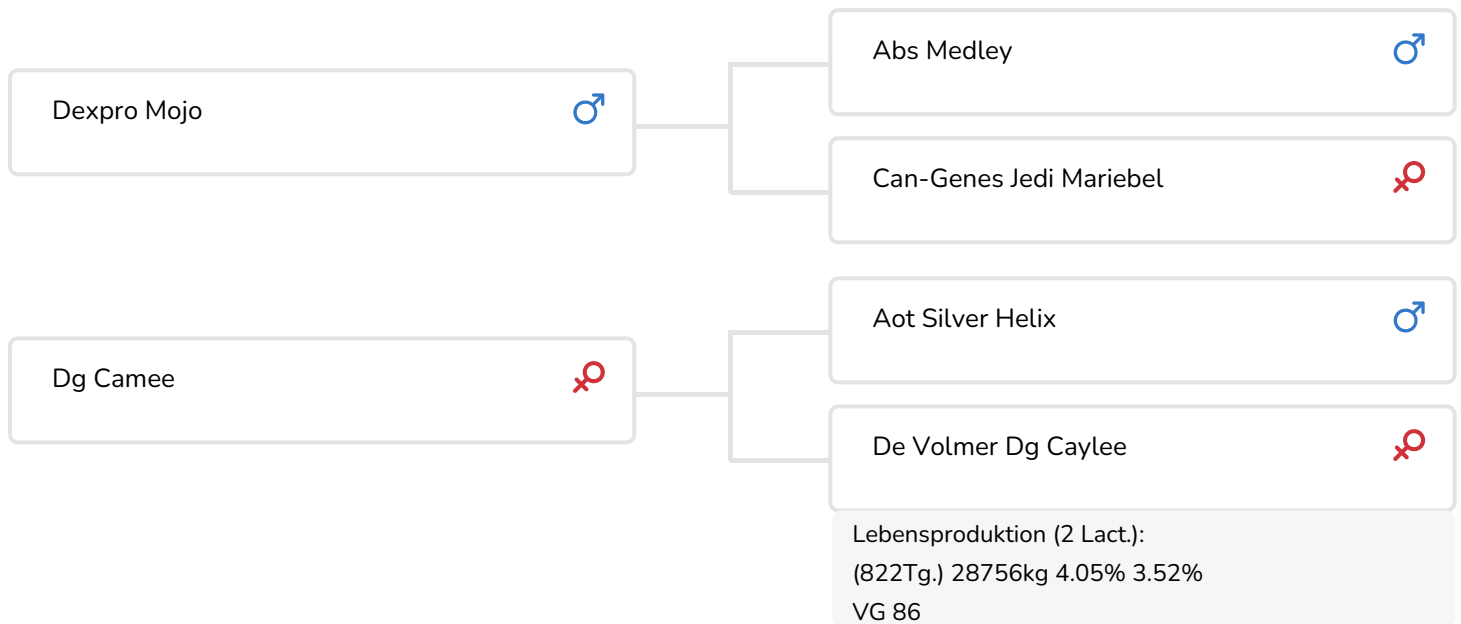 Dexpro Mojo
Abs Medley
Can-Genes Jedi Mariebel
Dg Camee
Aot Silver Helix
De Volmer Dg Caylee
Lebensproduktion (2 Lact.):
(822Tg.) 28756kg 4.05% 3.52%
VG 86